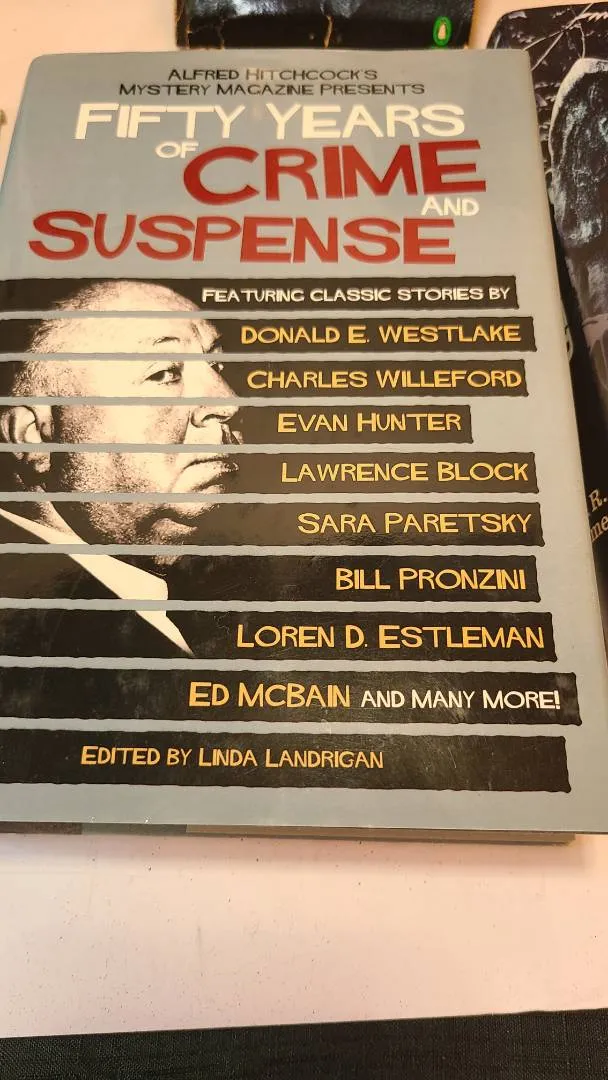 ALFRED HITCHCOCK'S
MYSTERY MAGAZINE PRESENTS
FIFTY YEARS
OF CRIME
AND
SUSPENSE
FEATURING CLASSIC STORIES BY
DONALD E. WESTLAKE
CHARLES WILLEFORD
EVAN HUNTER
LAWRENCE BLOCK
SARA PARETSKY
BILL PRONZINI
LOREN D. ESTLEMAN
ED MCBAIN AND MANY MORE!
EDITED BY LINDA LANDRIGAN
R.